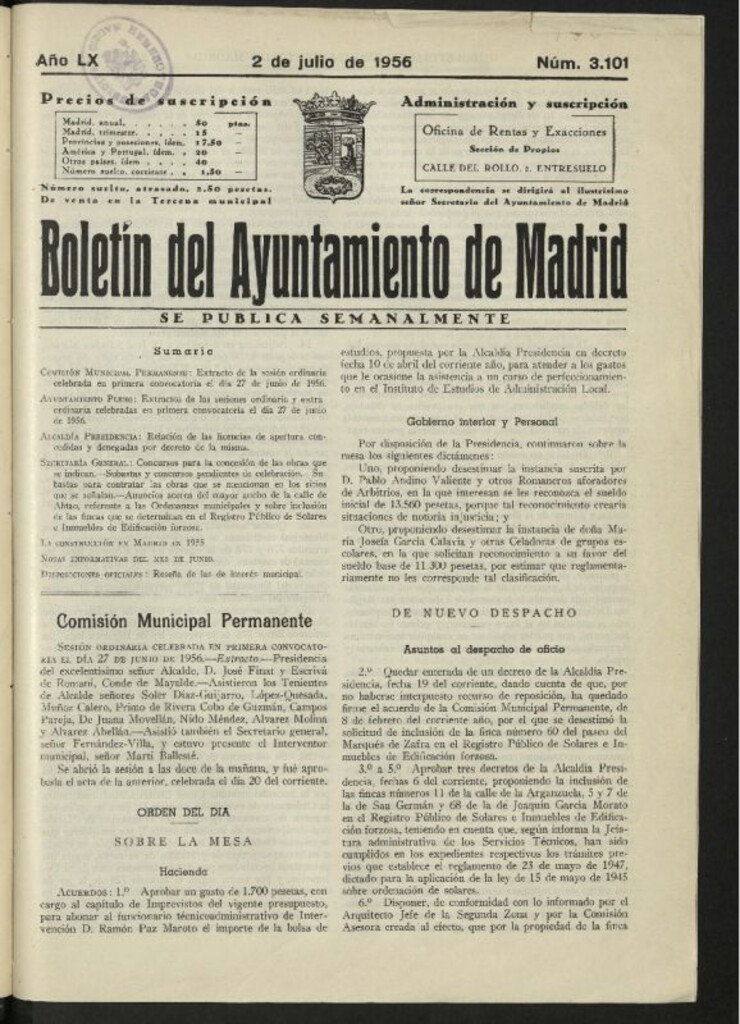 Año LX
2 de julio de 1956
Núm. 3.101
Precios de suscripción
Madrid, anual. . . . . . . 60 ptas.
Madrid, trimestre. . . . . . 15 —
Provincias y posesiones, ídem. . 17,50 —
América y Portugal, ídem. . 20 —
Otros países, ídem . . . . 40 —
Número suelto, corriente . . 1,50 —
Número suelto, atrasado, 2,50 pesetas.
De venta en la Tercena municipal
Administración y suscripción
Oficina de Rentas y Exacciones
Sección de Propios
CALLE DEL ROLLO, 2, ENTRESUELO
La correspondencia se dirigirá al ilustrísimo
señor Secretario del Ayuntamiento de Madrid
Boletín del Ayuntamiento de Madrid
SE PUBLICA SEMANALMENTE
Sumario
COMISIÓN MUNICIPAL PERMANENTE: Extracto de la sesión ordinaria
celebrada en primera convocatoria el día 27 de junio de 1956.
AYUNTAMIENTO PLENO: Extractos de las sesiones ordinaria y extra
ordinaria celebradas en primera convocatoria el día 27 de junio
de 1956.
ALCALDÍA PRESIDENCIA: Relación de las licencias de apertura con-
cedidas y denegadas por decreto de la misma.
SECRETARÍA GENERAL: Concursos para la concesión de las obras que
se indican.—Subastas y concursos pendientes de celebración.—Su
bastas para contratar las obras que se mencionan en los sitios
que se señalan.—Anuncios acerca del mayor ancho de la calle de
Abtao, referente a las Ordenanzas municipales y sobre inclusión
de las fincas que se determinan en el Registro Público de Solares
e Inmuebles de Edificación forzosa.
LA CONSTRUCCIÓN EN MADRID EN 1955
NOTAS INFORMATIVAS DEL MES DE JUNIO.
DISPOSICIONES OFICIALES: Reseña de las de interés municipal.
Comisión Municipal Permanente
SESIÓN ORDINARIA CELEBRADA EN PRIMERA CONVOCATO-
RIA EL DÍA 27 DE JUNIO DE 1956.—Extracto.—Presidencia
del excelentísimo señor Alcalde, D. José Finat y Escrivá
de Romaní, Conde de Mayalde.—Asistieron los Tenientes
de Alcalde señores Soler Díaz-Guijarro, López-Quesada,
Muñoz Calero, Primo de Rivera Cobo de Guzmán, Campos
Pareja, De Juana Movellán, Nido Méndez, Alvarez Molina
y Alvarez Abellán.—Asistió también el Secretario general,
señor Fernández-Villa, y estuvo presente el Interventor
municipal, señor Martí Ballesté.
Se abrió la sesión a las doce de la mañana, y fué apro-
bada el acta de la anterior, celebrada el día 20 del corriente.
ORDEN DEL DIA
SOBRE LA MESA
Hacienda
ACUERDOS: 1.º Aprobar un gasto de 1.700 pesetas, con
cargo al capítulo de Imprevistos del vigente presupuesto,
para abonar al funcionario técnicoadministrativo de Inter-
vención D. Ramón Paz Maroto el importe de la bolsa de
estudios, propuesta por la Alcaldía Presidencia en decreto
fecha 10 de abril del corriente año, para atender a los gastos
que le ocasione la asistencia a un curso de perfeccionamien-
to en el Instituto de Estudios de Administración Local.
Gobierno interior y Personal
Por disposición de la Presidencia, continuaron sobre la
mesa los siguientes dictámenes:
Uno, proponiendo desestimar la instancia suscrita por
D. Pablo Andino Valiente y otros Romaneros aforadores
de Arbitrios, en la que interesan se les reconozca el sueldo
inicial de 13.560 pesetas, porque tal reconocimiento crearía
situaciones de notoria injusticia; y
Otro, proponiendo desestimar la instancia de doña Ma-
ría Josefa García Calavia y otras Celadoras de grupos es-
colares, en la que solicitan reconocimiento a su favor del
sueldo base de 11.300 pesetas, por estimar que reglamenta-
riamente no les corresponde tal clasificación.
DE NUEVO DESPACHO
Asuntos al despacho de oficio
2.º Quedar enterada de un decreto de la Alcaldía Pre-
sidencia, fecha 19 del corriente, dando cuenta de que, por
no haberse interpuesto recurso de reposición, ha quedado
firme el acuerdo de la Comisión Municipal Permanente, de
8 de febrero del corriente año, por el que se desestimó la
solicitud de inclusión de la finca número 60 del paseo del
Marqués de Zafra en el Registro Público de Solares e In-
muebles de Edificación forzosa.
3.º a 5.º Aprobar tres decretos de la Alcaldía Presi-
dencia, fechas 6 del corriente, proponiendo la inclusión de
las fincas números 11 de la calle de la Arganzuela, 5 y 7 de
la de San Germán y 68 de la de Joaquín García Morato
en el Registro Público de Solares e Inmuebles de Edifica-
ción forzosa, teniendo en cuenta que, según informa la Jefa-
tura administrativa de los Servicios Técnicos, han sido
cumplidos en los expedientes respectivos los trámites pre-
vios que establece el reglamento de 23 de mayo de 1947,
dictado para la aplicación de la ley de 15 de mayo de 1945
sobre ordenación de solares.
6.º Disponer, de conformidad con lo informado por el
Arquitecto Jefe de la Segunda Zona y por la Comisión
Asesora creada al efecto, que por la propiedad de la finca